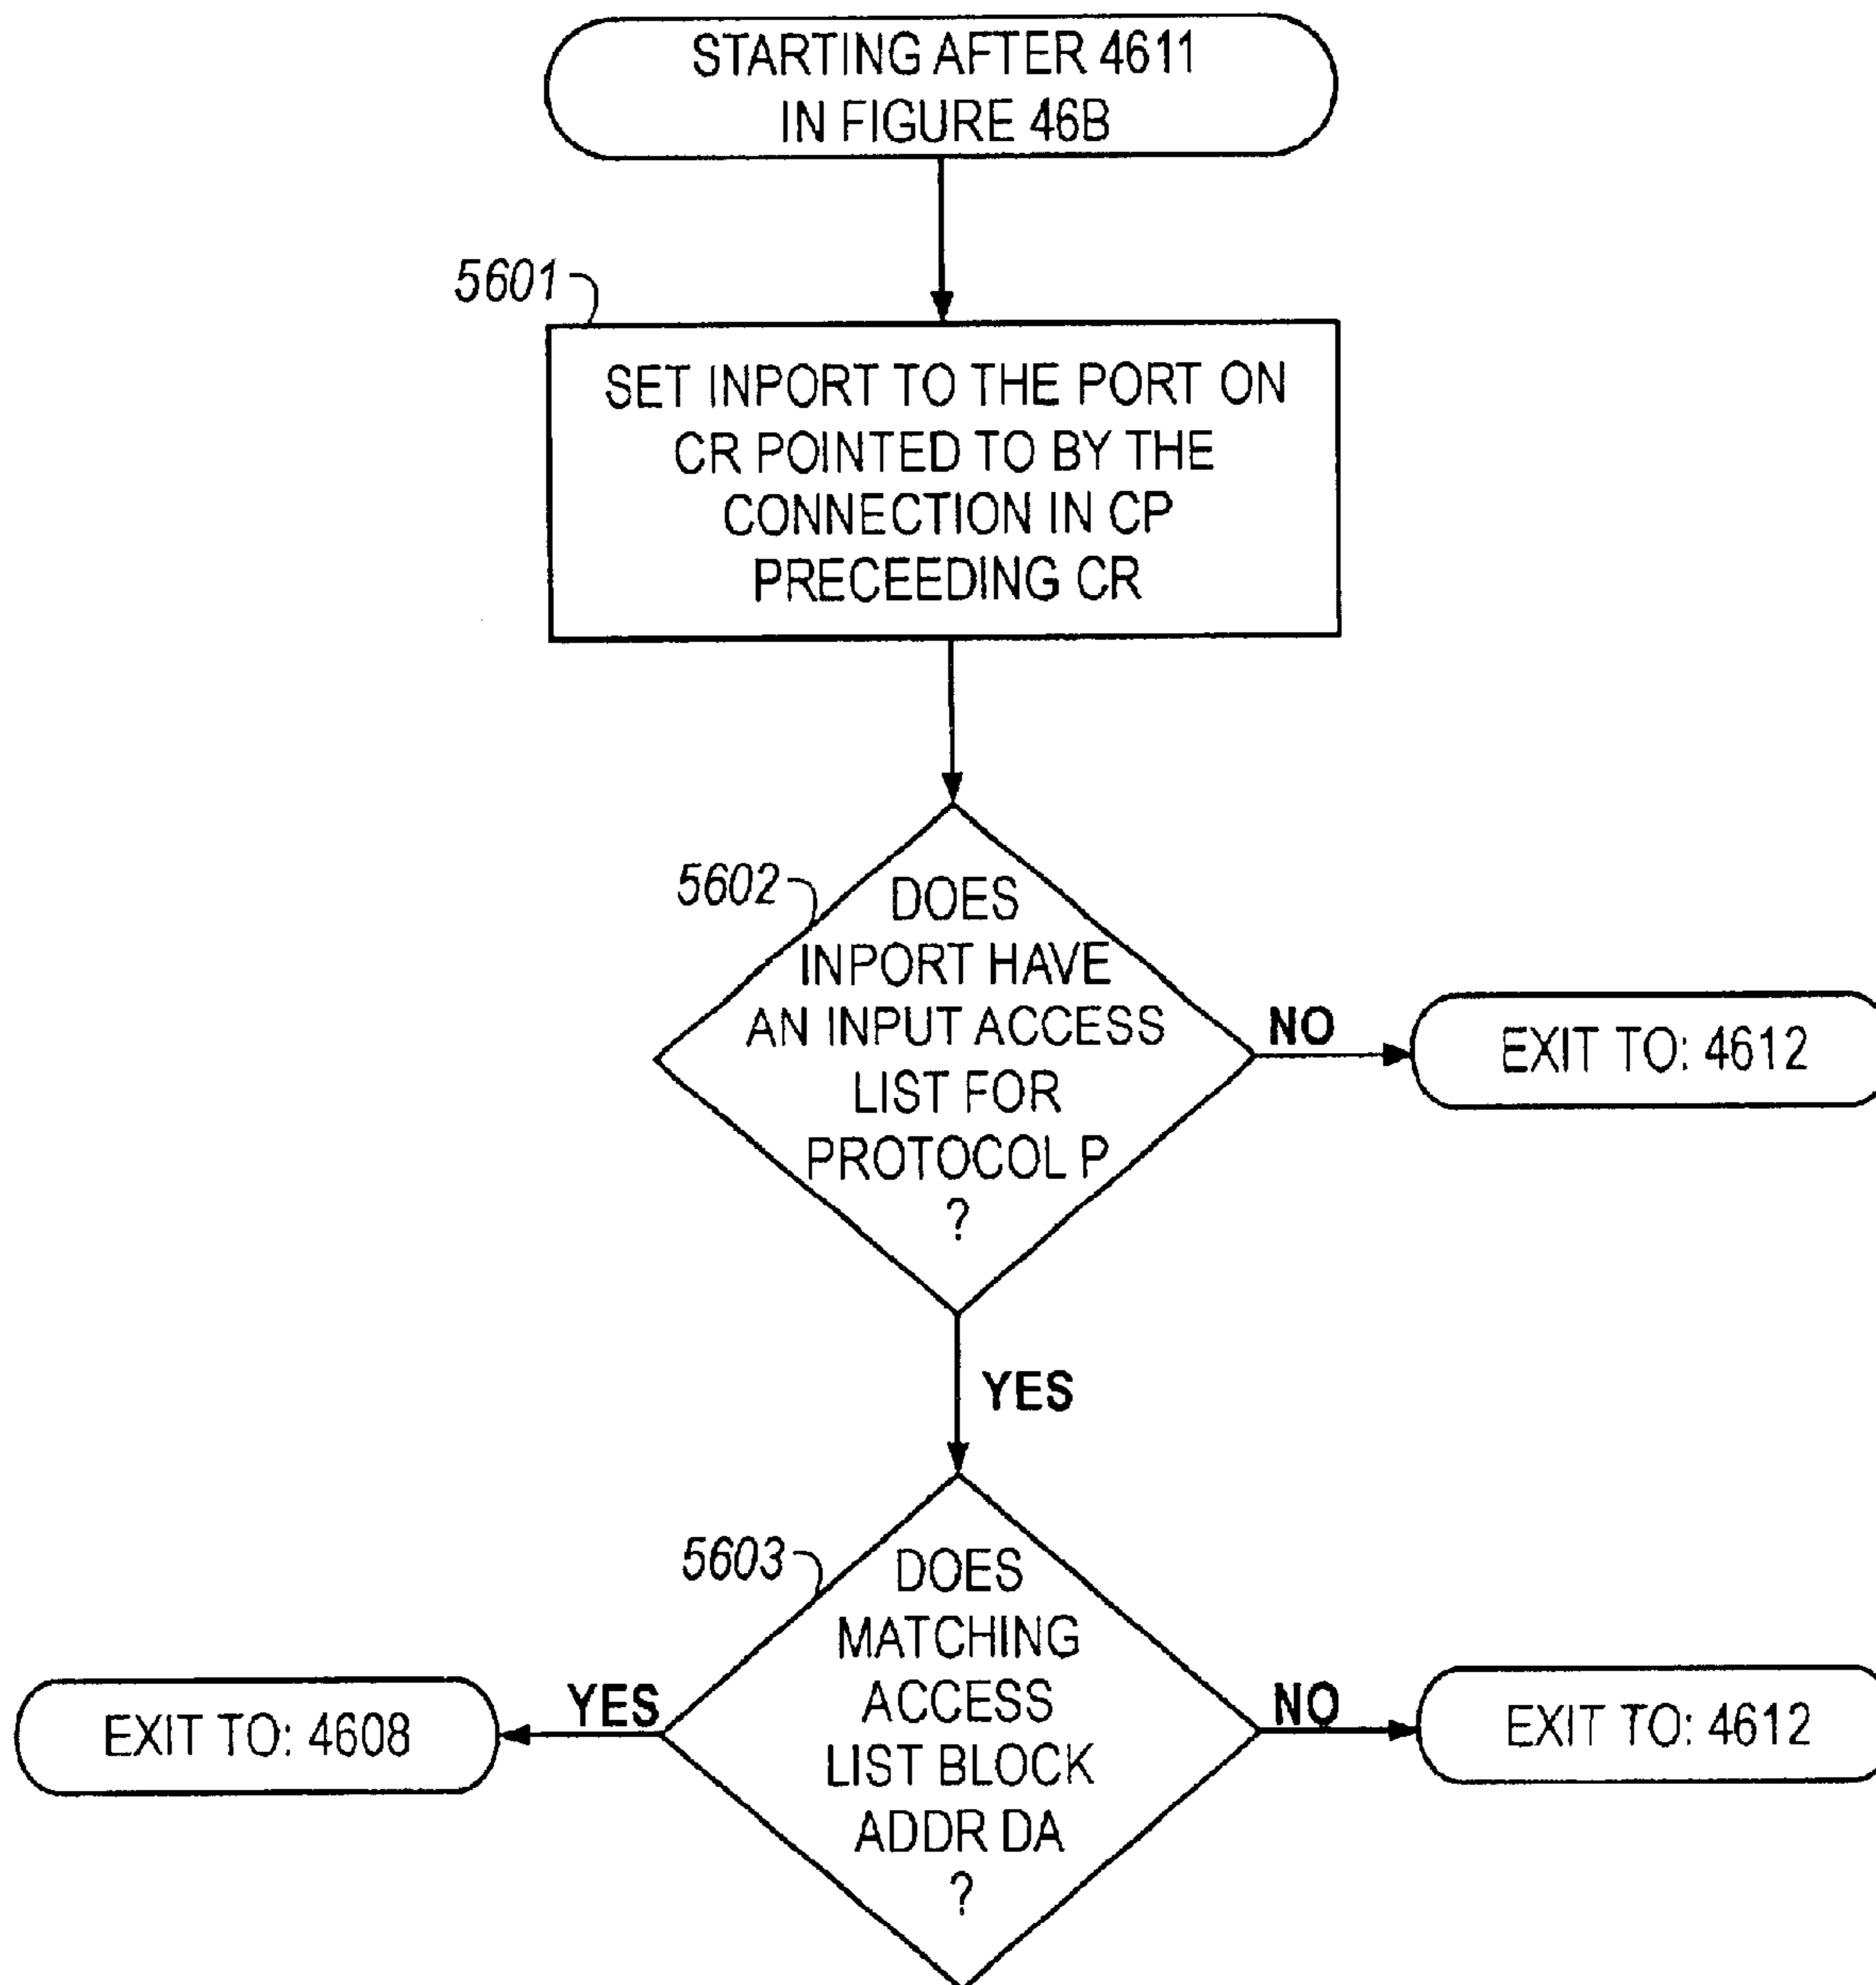 STARTING AFTER 4611
IN FIGURE 46B
5601
SET INPORT TO THE PORT ON
CR POINTED TO BY THE
CONNECTION IN CP
PRECEEDING CR
5602
DOES
INPORT HAVE
AN INPUT ACCESS
LIST FOR
PROTOCOL P
?
NO
EXIT TO: 4612
YES
5603
DOES
MATCHING
ACCESS
LIST BLOCK
ADDR DA
?
YES
EXIT TO: 4608
NO
EXIT TO: 4612